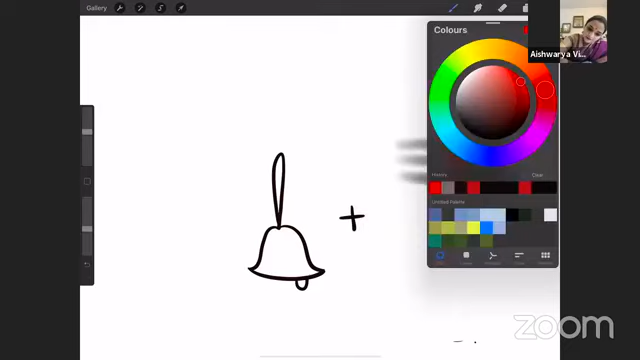 Gallery
Colours
Aishwarya Vi...
History
Clear
Untitled Palette
+
zoom